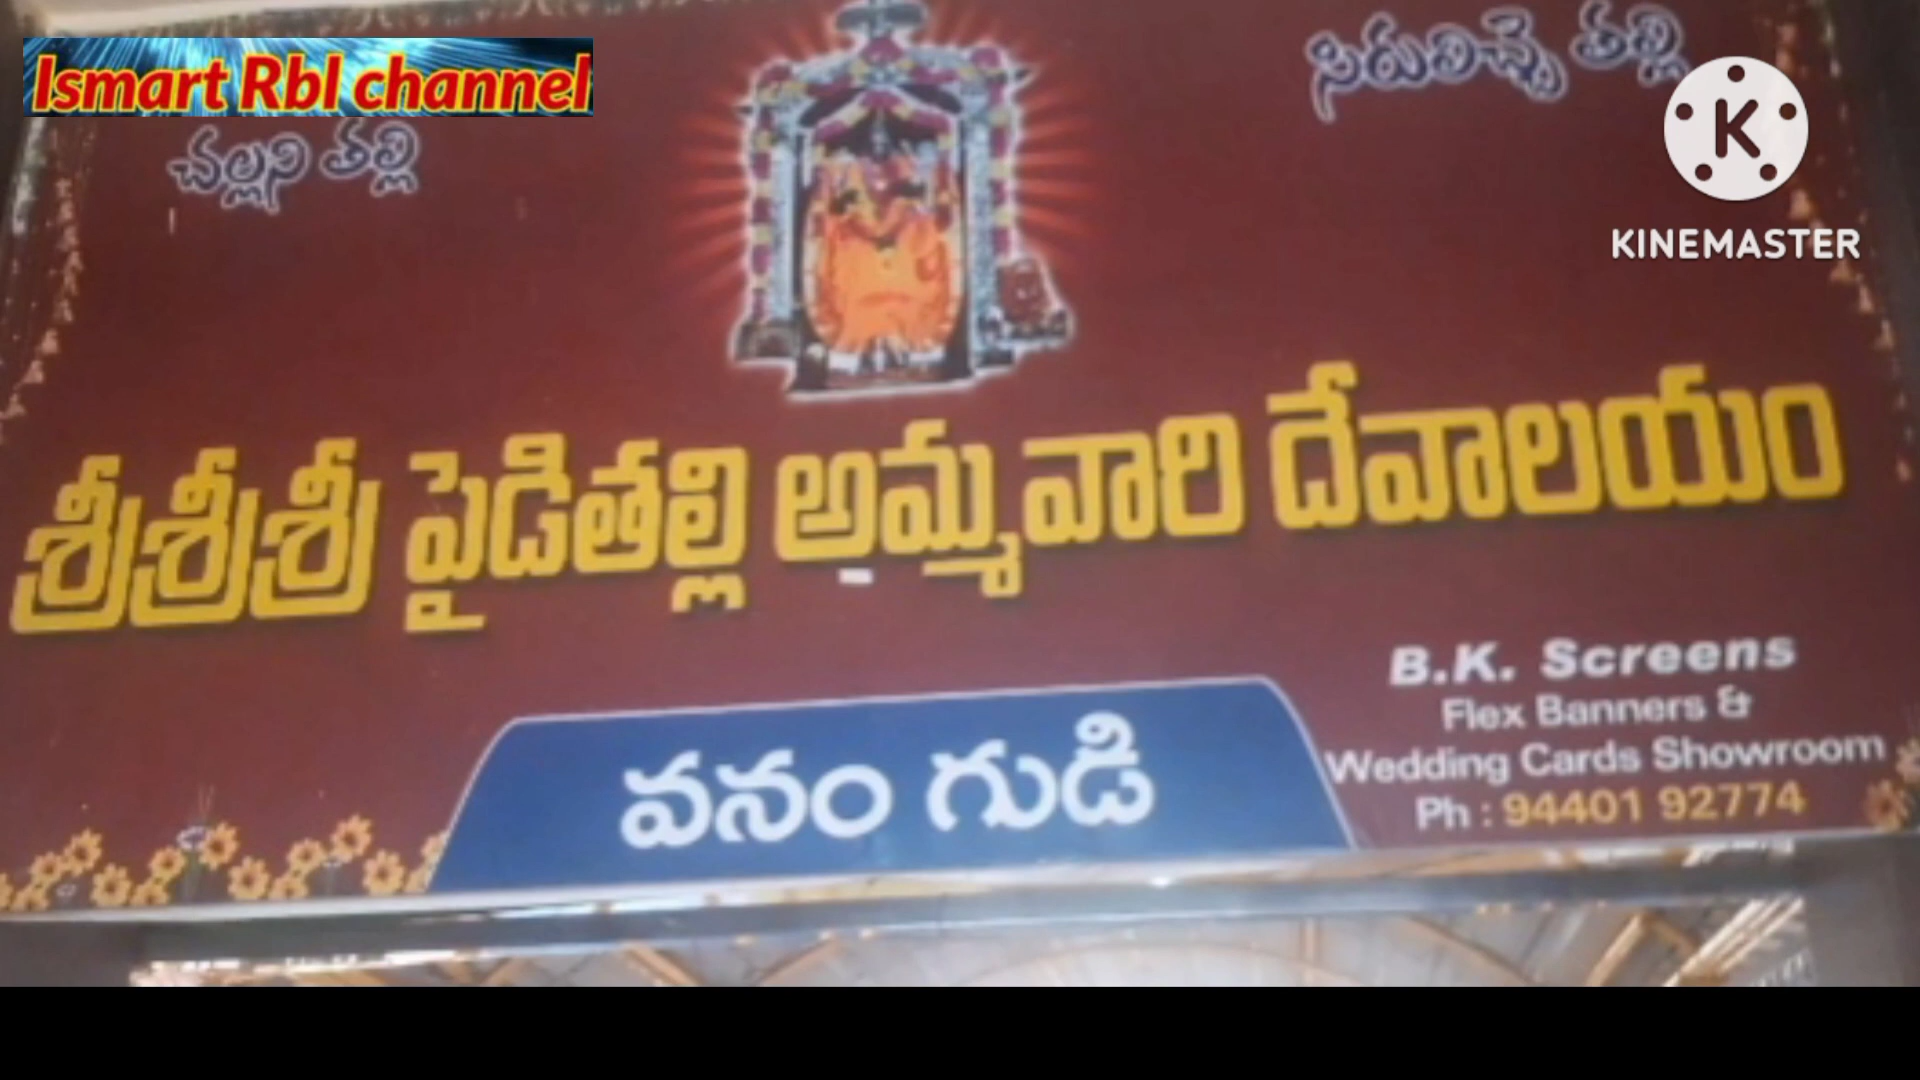 Ismart Rbl channel
చల్లని తల్లి
సిరులిచ్చె తల్లి
KINEMASTER
శ్రీశ్రీశ్రీ పైడితల్లి అమ్మవారి దేవాలయం
వనం గుడి
B.K. Screens
Flex Banners &
Wedding Cards Showroom
Ph : 94401 92774